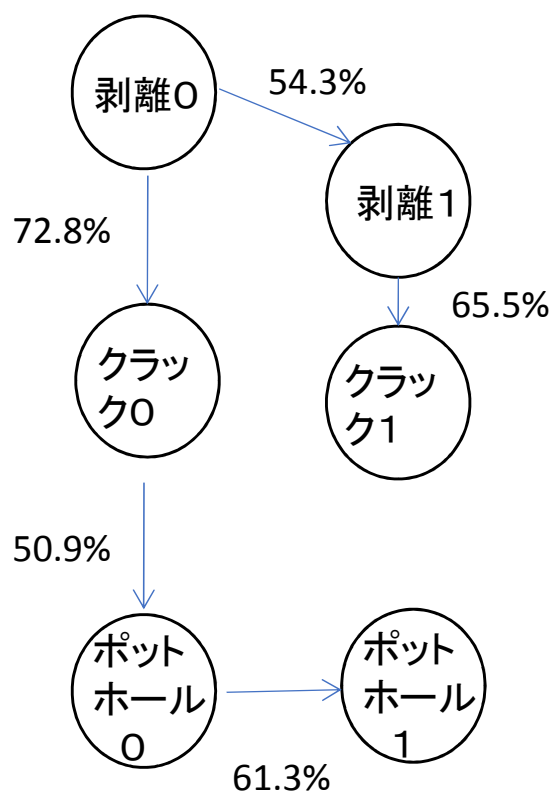 剥離0
54.3%
剥離1
72.8%
65.5%
クラッ
ク0
クラッ
ク1
50.9%
ポット
ホール
0
ポット
ホール
1
61.3%